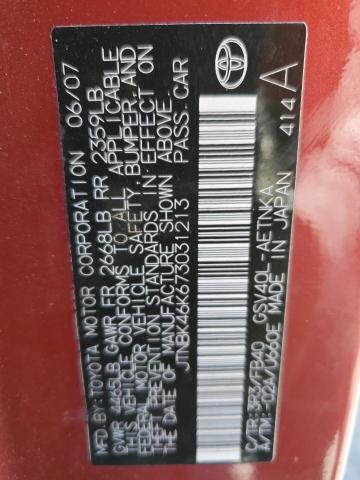 MFD. BY: TOYOTA MOTOR CORPORATION 06/07
GVWR 4465LB GAWR FR 2668LB RR 2359LB
THIS VEHICLE CONFORMS TO ALL APPLICABLE
FEDERAL MOTOR VEHICLE SAFETY, BUMPER, AND
THEFT PREVENTION STANDARDS IN EFFECT ON
THE DATE OF MANUFACTURE SHOWN ABOVE.
JTNBK46K673031213 PASS. CAR
C/TR: 3R3/FB40
A/TM: -02A/U660E MADE IN JAPAN
GSV40L-AETNKA
414A